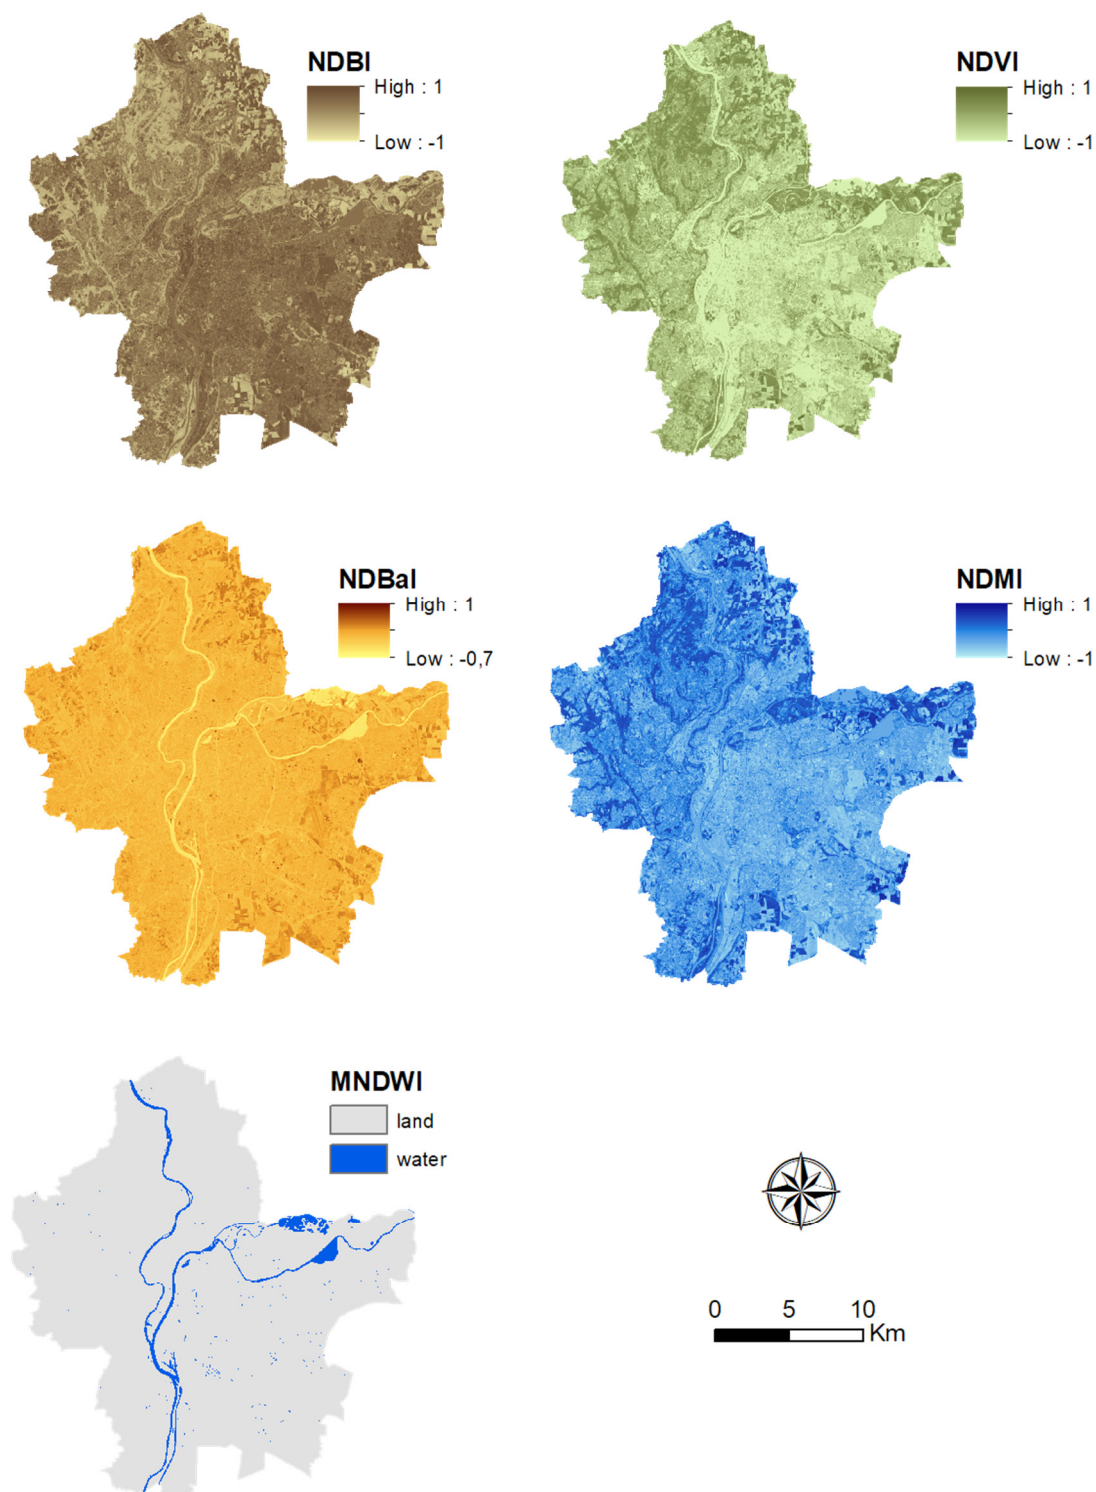 NDBI
High : 1
Low : -1
NDVI
High : 1
Low : -1
NDBaI
High : 1
Low : -0,7
NDMI
High : 1
Low : -1
MNDWI
land
water
0 5 10
Km